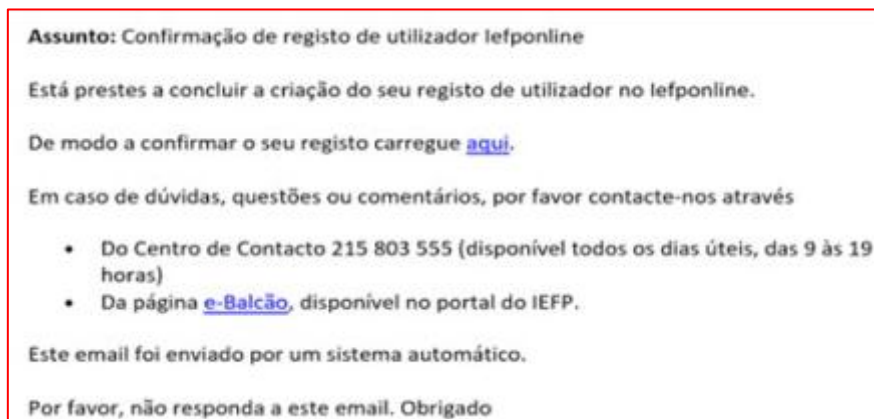 Assunto: Confirmação de registo de utilizador Iefponline
Está prestes a concluir a criação do seu registo de utilizador no Iefponline.
De modo a confirmar o seu registo carregue aqui.
Em caso de dúvidas, questões ou comentários, por favor contacte-nos através
• Do Centro de Contacto 215 803 555 (disponível todos os dias úteis, das 9 às 19
horas)
• Da página e-Balcão, disponível no portal do IEFP.
Este email foi enviado por um sistema automático.
Por favor, não responda a este email. Obrigado